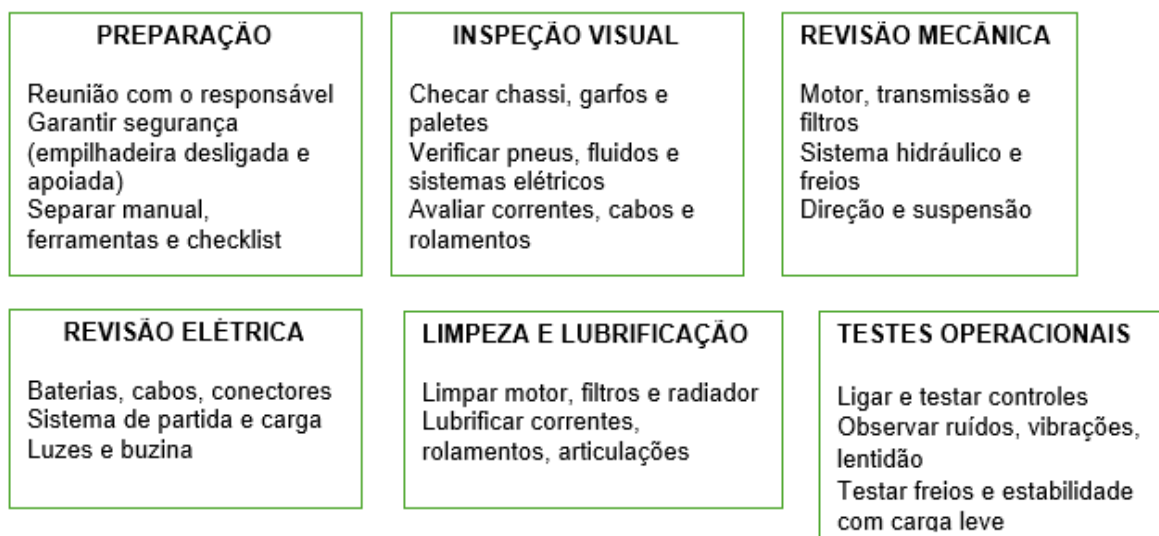 PREPARAÇÃO
Reunião com o responsável
Garantir segurança
(empilhadeira desligada e
apoiada)
Separar manual,
ferramentas e checklist
INSPEÇÃO VISUAL
Checar chassi, garfos e
paletes
Verificar pneus, fluidos e
sistemas elétricos
Avaliar correntes, cabos e
rolamentos
REVISÃO MECÂNICA
Motor, transmissão e
filtros
Sistema hidráulico e
freios
Direção e suspensão
REVISÃO ELÉTRICA
Baterias, cabos, conectores
Sistema de partida e carga
Luzes e buzina
LIMPEZA E LUBRIFICAÇÃO
Limpar motor, filtros e radiador
Lubrificar correntes,
rolamentos, articulações
TESTES OPERACIONAIS
Ligar e testar controles
Observar ruídos, vibrações,
lentidão
Testar freios e estabilidade
com carga leve